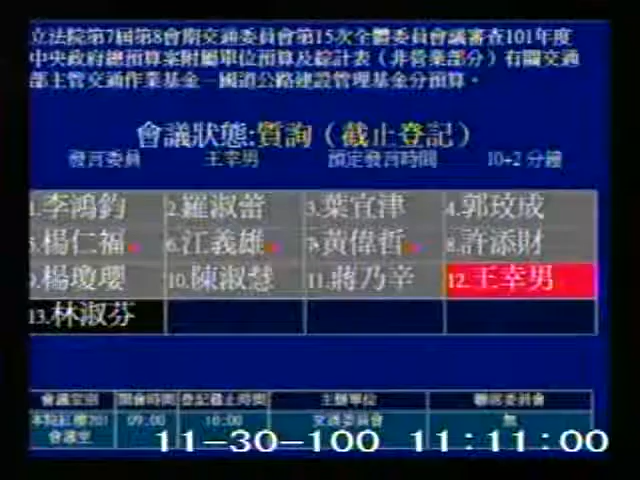 立法院第7屆第8會期交通委員會第15次全體委員會議審查101年度
中央政府總預算案附屬單位預算及綜計表（非營業部分）有關交通
部主管交通作業基金－國道公路建設管理基金分預算。
會議狀態:質詢（截止登記）
發言委員 王幸男 預定發言時間 10+2 分鐘
1.李鴻鈞 2.羅淑蕾 3.葉宜津 4.郭玟成
5.楊仁福 6.江義雄 7.黃偉哲 8.許添財
9.楊瓊瓔 10.陳淑慧 11.蔣乃辛 12.王幸男
13.林淑芬
會議室別 開會時間 登記截止時間 主辦單位 聯席委員會
本院紅樓201 09:00 10:00 交通委員會 無
會議室
11-30-100 11:11:00